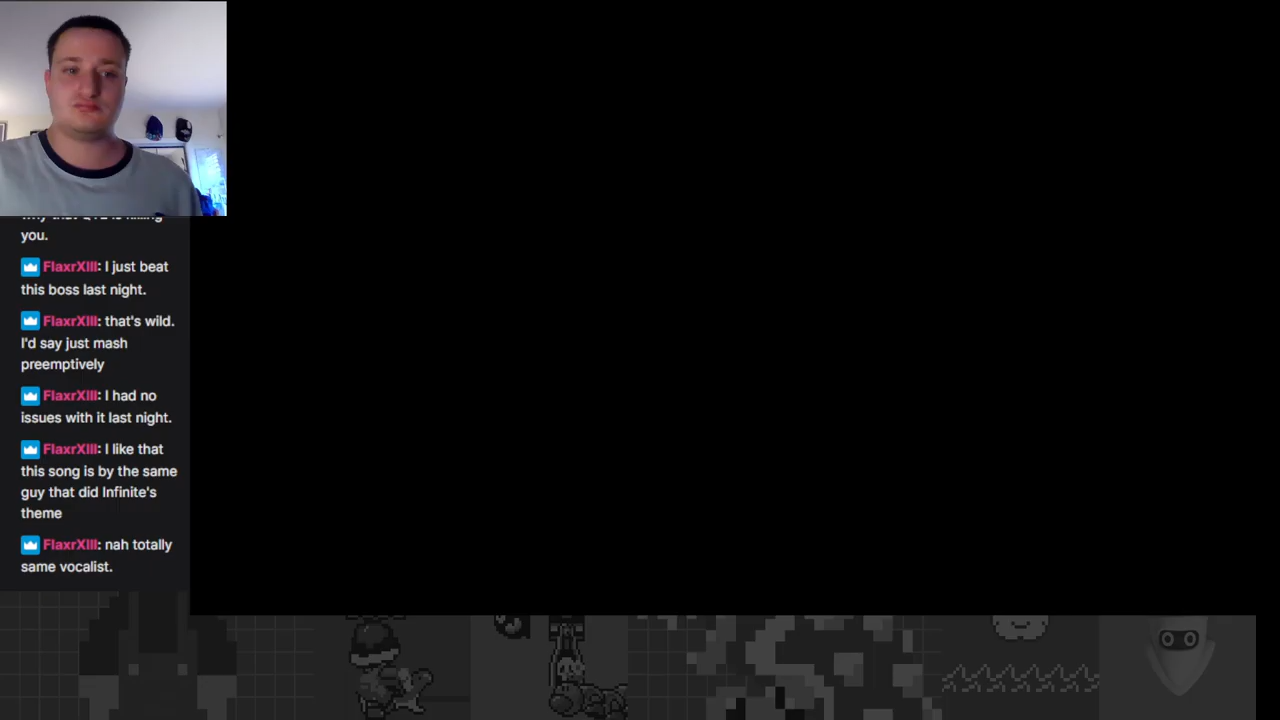 you.
FlaxrXIII: I just beat
this boss last night.
FlaxrXIII: that's wild.
I'd say just mash
preemptively
FlaxrXIII: I had no
issues with it last night.
FlaxrXIII: I like that
this song is by the same
guy that did Infinite's
theme
FlaxrXIII: nah totally
same vocalist.